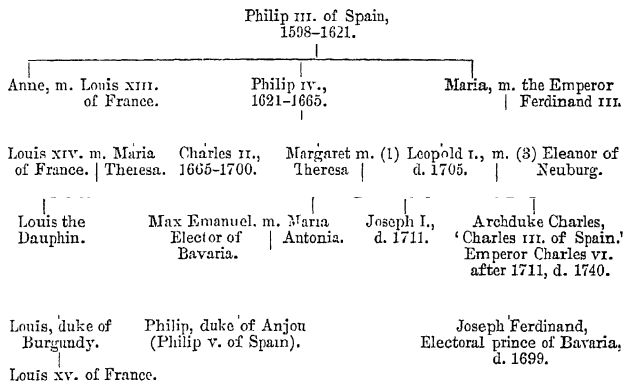 Philip III. of Spain,
1598–1621.
Anne, m. Louis XIII.
of France.
Philip IV.,
1621–1665.
Maria, m. the Emperor
Ferdinand III.
Louis XIV. m. Maria
of France. Theresa.
Charles II.,
1665–1700.
Margaret m. (1) Leopold I., m. (3) Eleanor of
Theresa d. 1705. Neuburg.
Louis the
Dauphin.
Max Emanuel. m. Maria
Elector of Antonia.
Bavaria.
Joseph I.,
d. 1711.
Archduke Charles,
‘Charles III. of Spain.’
Emperor Charles VI.
after 1711, d. 1740.
Louis, duke of
Burgundy.
Philip, duke of Anjou
(Philip V. of Spain).
Joseph Ferdinand,
Electoral prince of Bavaria,
d. 1699.
Louis XV. of France.